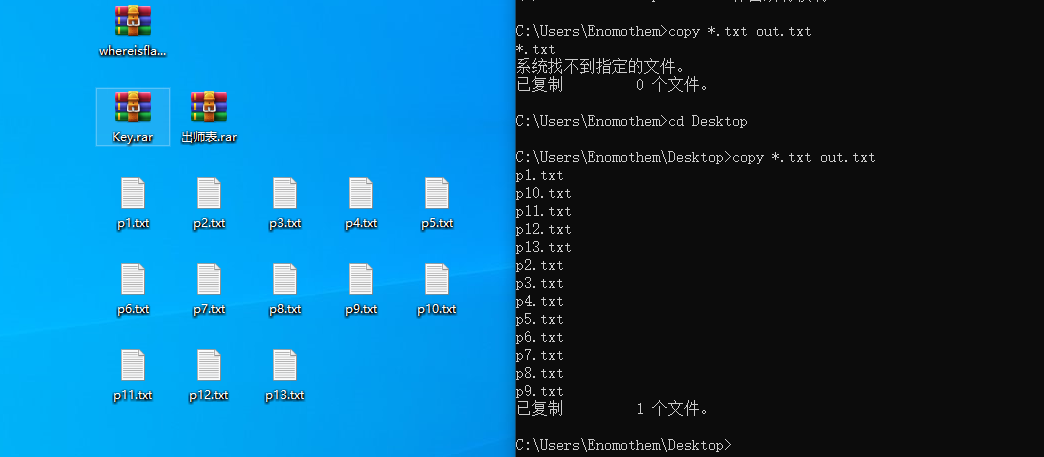 whereisfla...
Key.rar
出师表.rar
p1.txt
p2.txt
p3.txt
p4.txt
p5.txt
p6.txt
p7.txt
p8.txt
p9.txt
p10.txt
p11.txt
p12.txt
p13.txt
C:\Users\Enomothem>copy *.txt out.txt
*.txt
系统找不到指定的文件。
已复制         0 个文件。
C:\Users\Enomothem>cd Desktop
C:\Users\Enomothem\Desktop>copy *.txt out.txt
p1.txt
p10.txt
p11.txt
p12.txt
p13.txt
p2.txt
p3.txt
p4.txt
p5.txt
p6.txt
p7.txt
p8.txt
p9.txt
已复制         1 个文件。
C:\Users\Enomothem\Desktop>